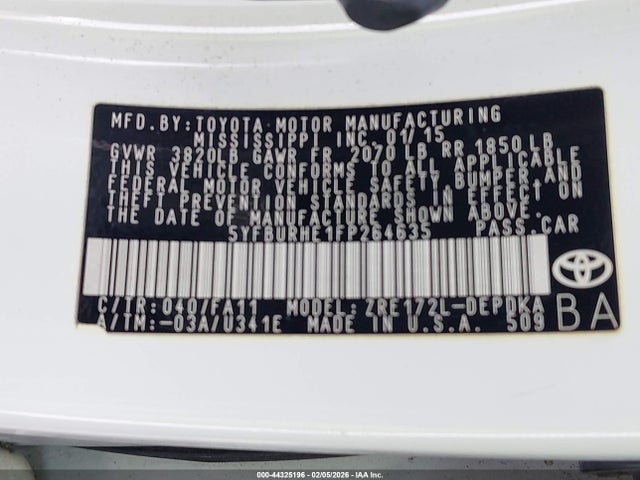 MFD.BY:TOYOTA MOTOR MANUFACTURING
MISSISSIPPI INC 01/15
GVWR 3820LB GAWR FR 2070 LB RR 1850 LB
THIS VEHICLE CONFORMS TO ALL APPLICABLE
FEDERAL MOTOR VEHICLE SAFETY,BUMPER AND
THEFT PREVENTION STANDARDS IN EFFECT ON
THE DATE OF MANUFACTURE SHOWN ABOVE.
5YFBURHE1FP264635 PASS.CAR
C/TR:040/FA11 MODEL:ZRE172L-DEPDKA
A/TM:-03A/U341E MADE IN U.S.A. 509
BA
000-44325196 - 02/05/2026 - IAA Inc.